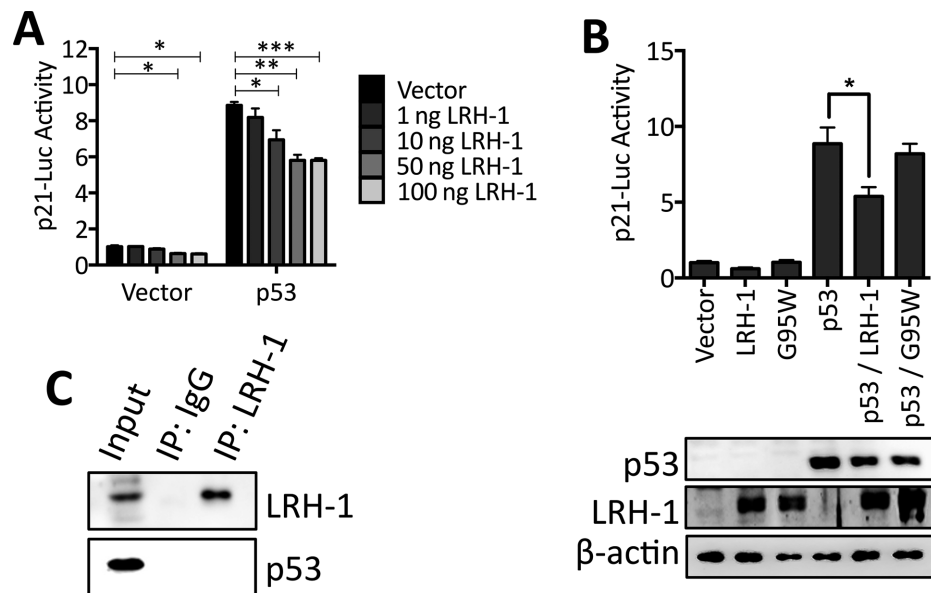 A
p21-Luc Activity
12
10
8
6
4
2
0
*
*
***
**
*
Vector
p53
Vector
1 ng LRH-1
10 ng LRH-1
50 ng LRH-1
100 ng LRH-1
B
p21-Luc Activity
15
10
5
0
*
Vector
LRH-1
G95W
p53
p53 / LRH-1
p53 / G95W
p53
LRH-1
β-actin
C
Input
IP: IgG
IP: LRH-1
LRH-1
p53